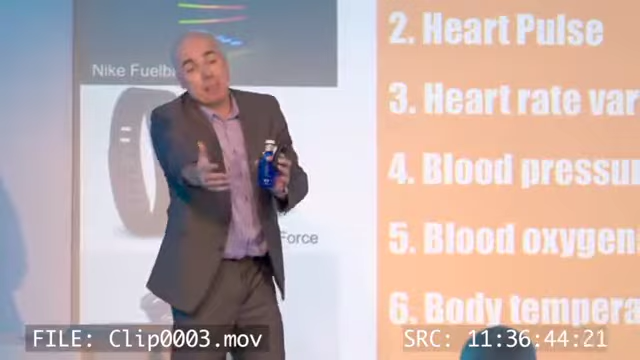 Nike Fuelb
Force
2. Heart Pulse
3. Heart rate var
4. Blood pressu
5. Blood oxygen
6. Body tempera
FILE: Clip0003.mov
SRC: 11:36:44:21